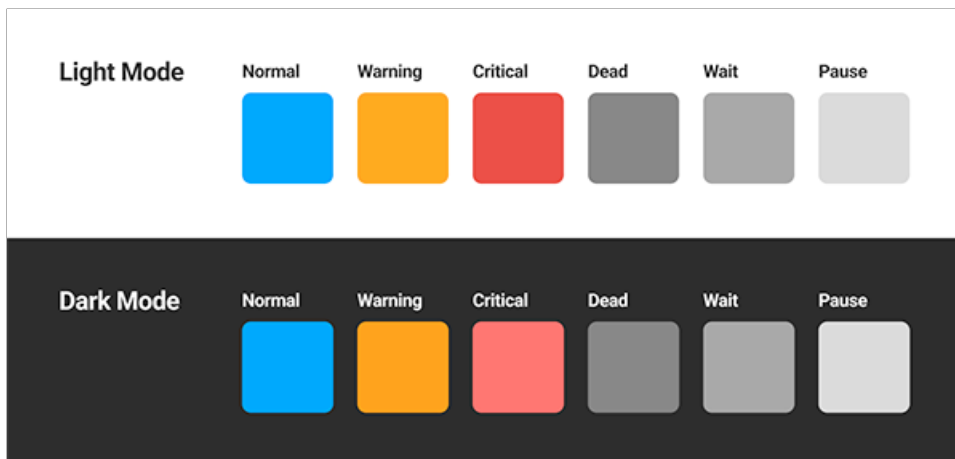 Light Mode Normal Warning Critical Dead Wait Pause
Dark Mode Normal Warning Critical Dead Wait Pause